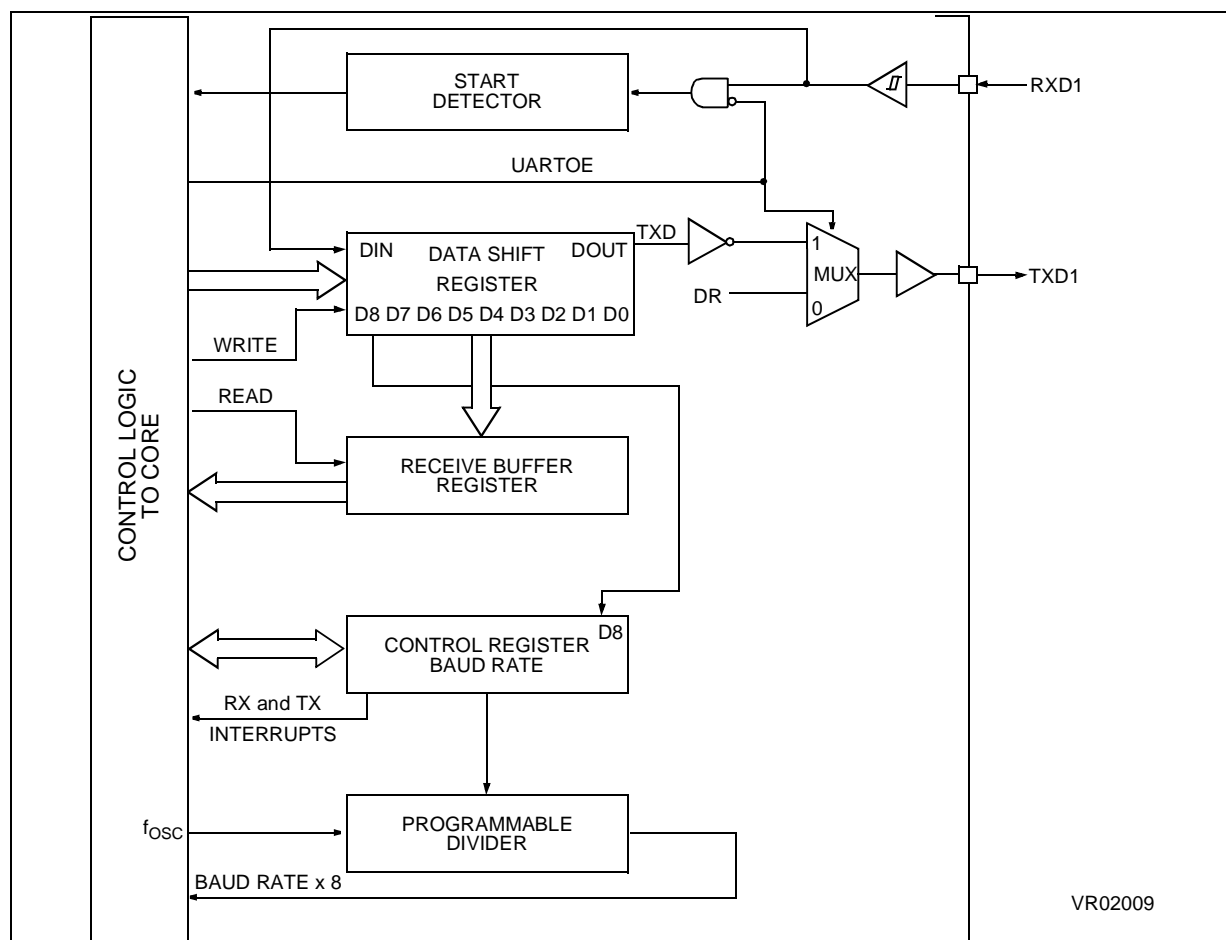 START
DETECTOR
RXD1
UARTOE
TXD
DIN
DATA SHIFT
REGISTER
DOUT
D8 D7 D6 D5 D4 D3 D2 D1 D0
1
MUX
0
DR
TXD1
WRITE
READ
CONTROL LOGIC
TO CORE
RECEIVE BUFFER
REGISTER
D8
CONTROL REGISTER
BAUD RATE
RX and TX
INTERRUPTS
fOSC
PROGRAMMABLE
DIVIDER
BAUD RATE x 8
VR02009